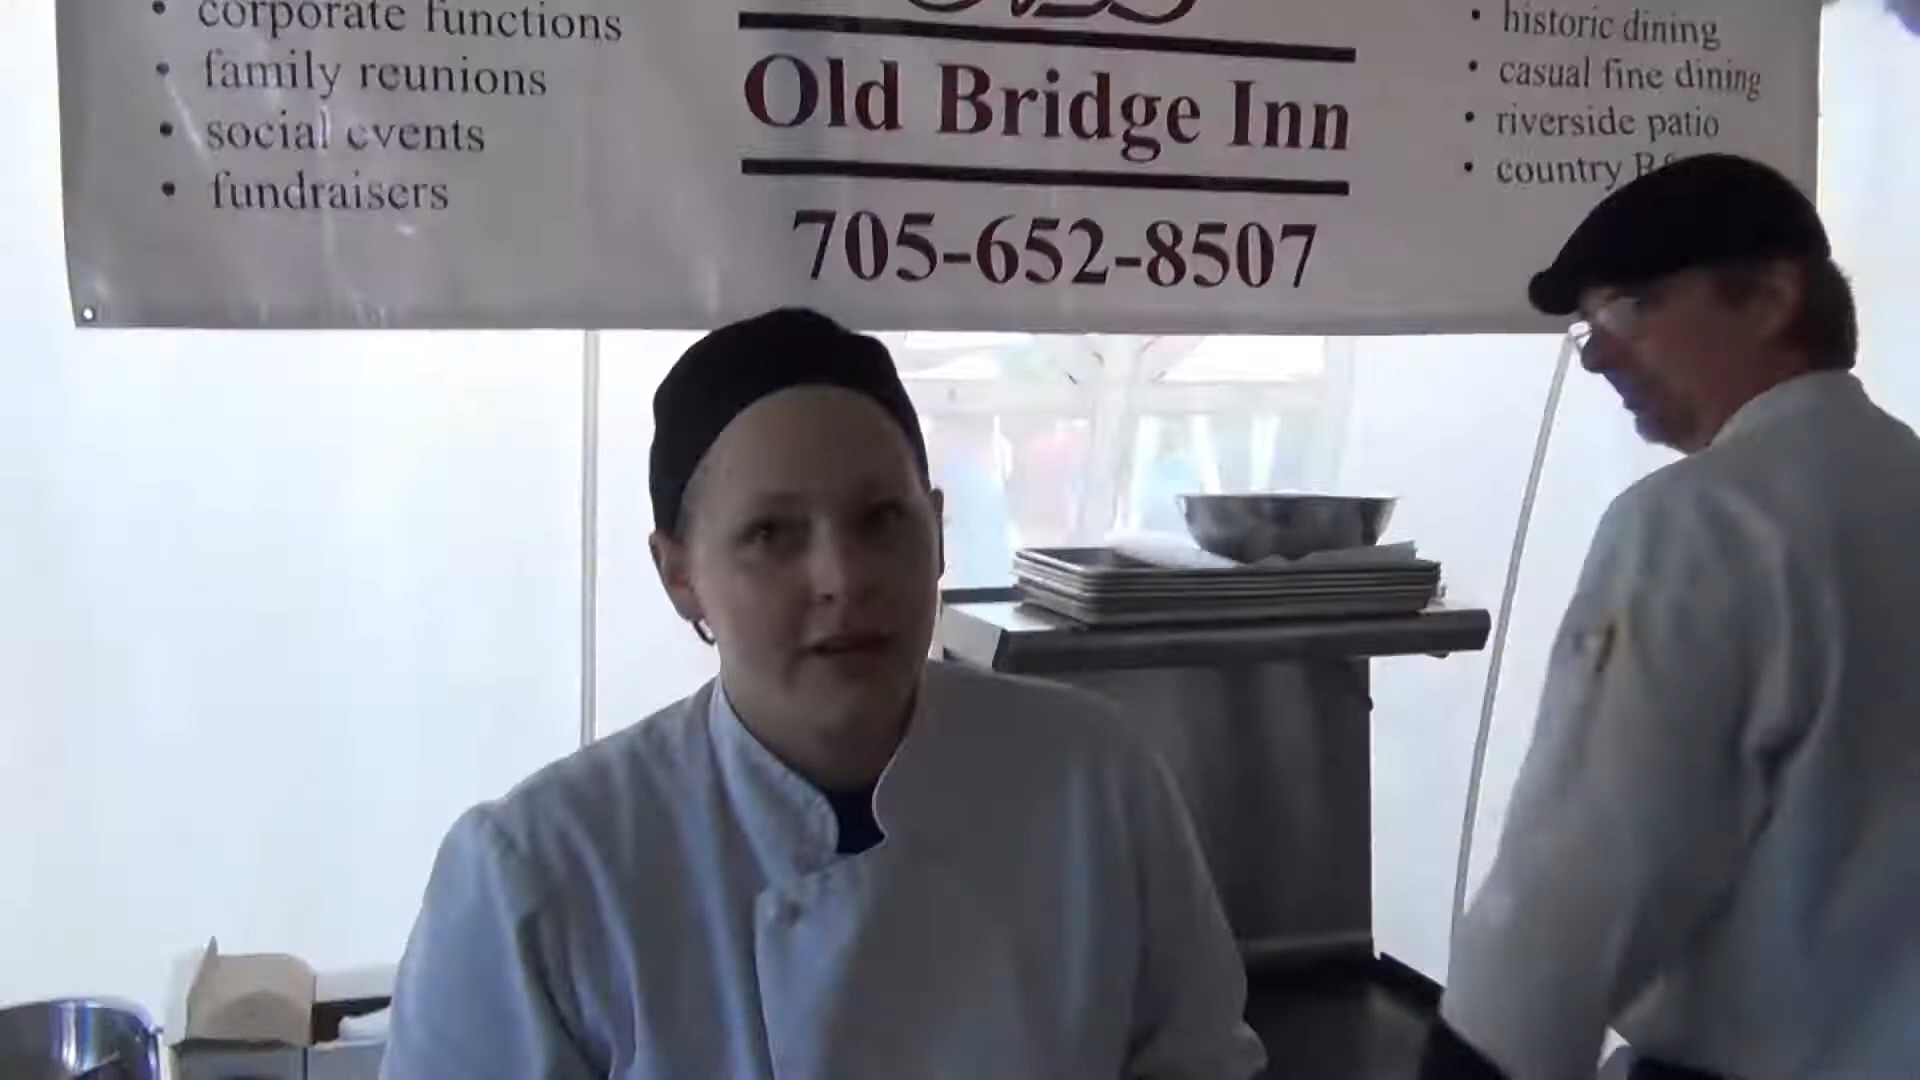 • corporate functions
• family reunions
• social events
• fundraisers
Old Bridge Inn
705-652-8507
• historic dining
• casual fine dining
• riverside patio
• country